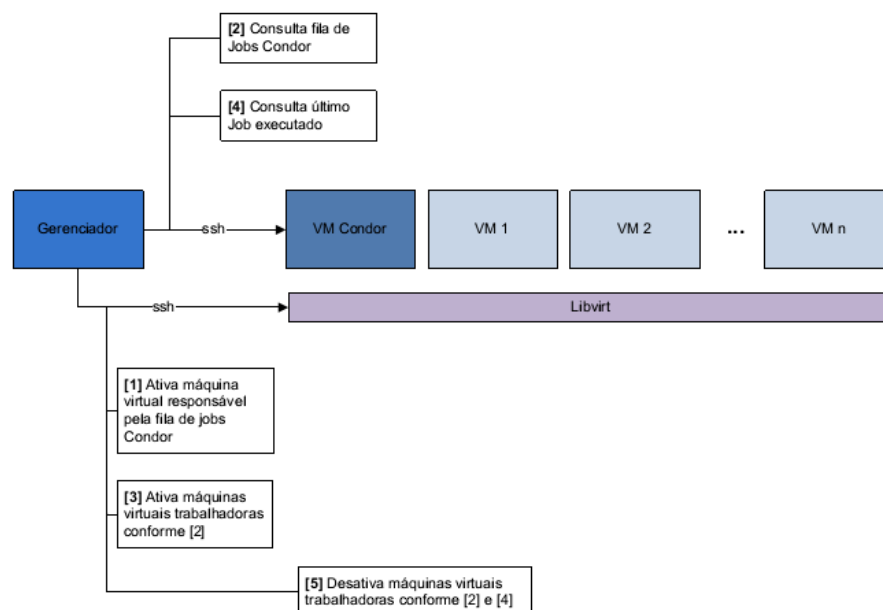 [2] Consulta fila de
Jobs Condor
[4] Consulta último
Job executado
Gerenciador
ssh
VM Condor
VM 1
VM 2
...
VM n
ssh
Libvirt
[1] Ativa máquina
virtual responsável
pela fila de jobs
Condor
[3] Ativa máquinas
virtuais trabalhadoras
conforme [2]
[5] Desativa máquinas virtuais
trabalhadoras conforme [2] e [4]